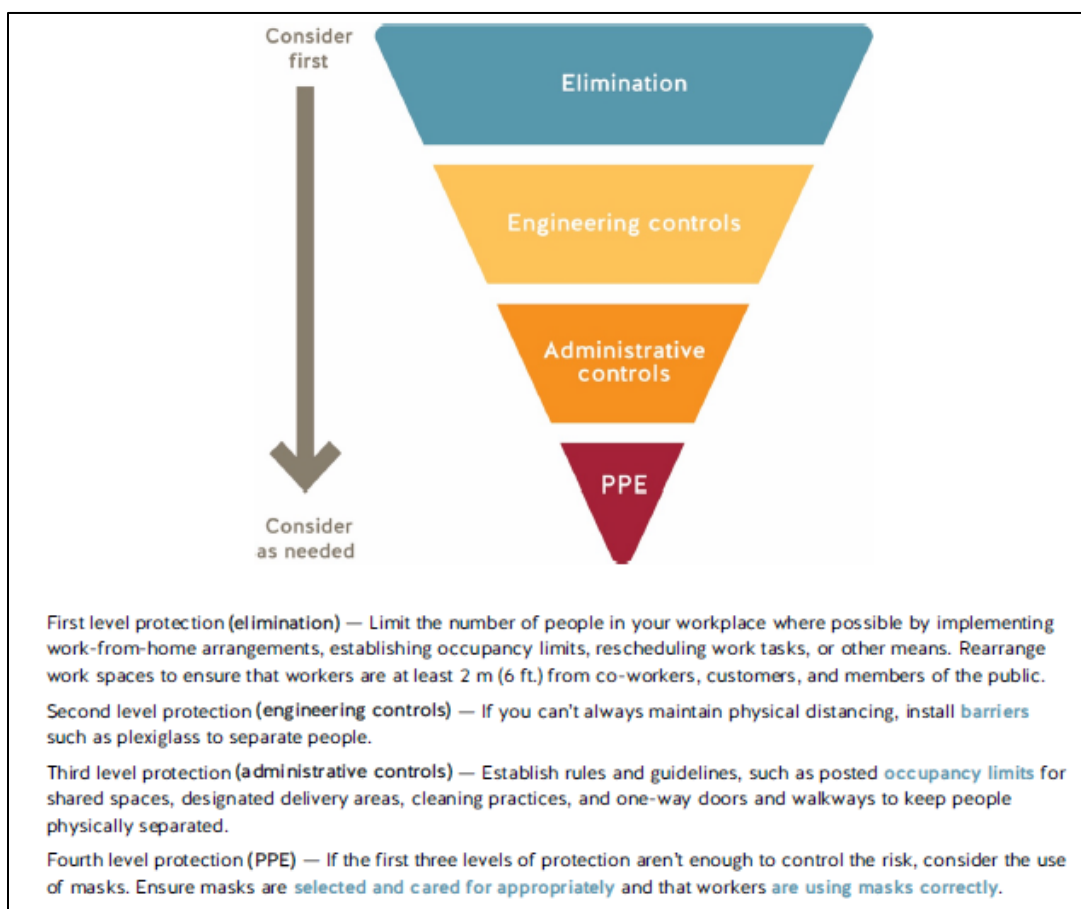 Consider
first
Elimination
Engineering controls
Administrative
controls
PPE
Consider
as needed
First level protection (elimination) — Limit the number of people in your workplace where possible by implementing
work-from-home arrangements, establishing occupancy limits, rescheduling work tasks, or other means. Rearrange
work spaces to ensure that workers are at least 2 m (6 ft.) from co-workers, customers, and members of the public.
Second level protection (engineering controls) — If you can't always maintain physical distancing, install barriers
such as plexiglass to separate people.
Third level protection (administrative controls) — Establish rules and guidelines, such as posted occupancy limits for
shared spaces, designated delivery areas, cleaning practices, and one-way doors and walkways to keep people
physically separated.
Fourth level protection (PPE) — If the first three levels of protection aren't enough to control the risk, consider the use
of masks. Ensure masks are selected and cared for appropriately and that workers are using masks correctly.